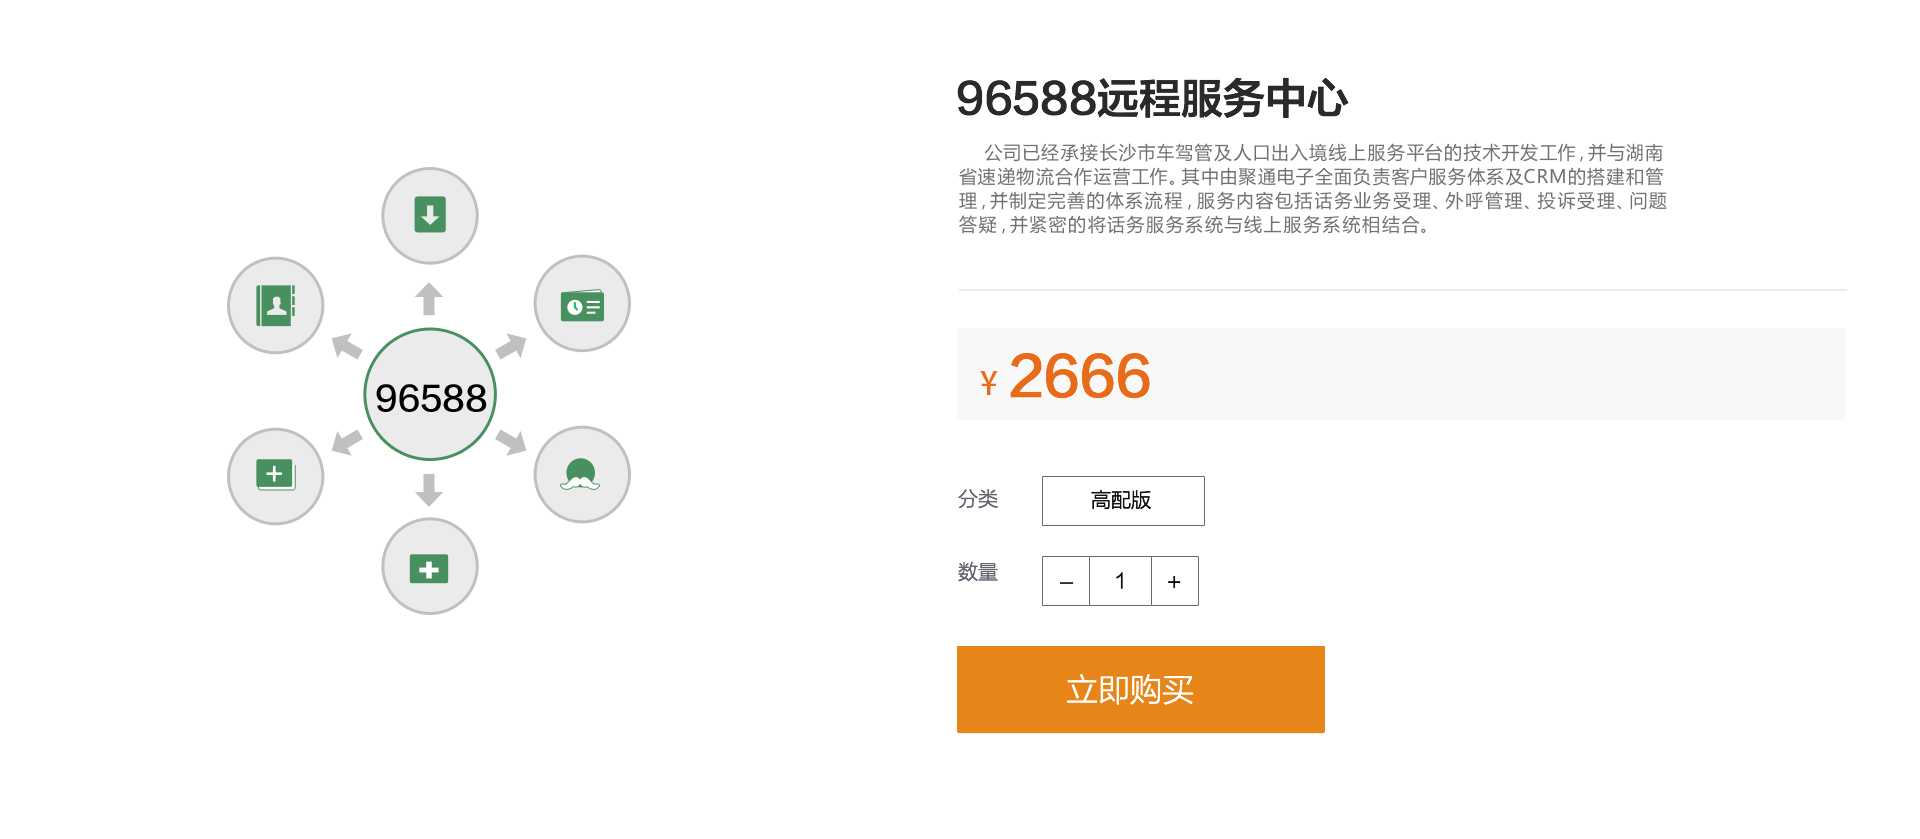 96588
96588远程服务中心
公司已经承接长沙市车驾管及人口出入境线上服务平台的技术开发工作,并与湖南
省速递物流合作运营工作。其中由聚通电子全面负责客户服务体系及CRM的搭建和管
理,并制定完善的体系流程,服务内容包括话务业务受理、外呼管理、投诉受理、问题
答疑,并紧密的将话务服务系统与线上服务系统相结合。
¥ 2666
分类 高配版
数量 – 1 +
立即购买